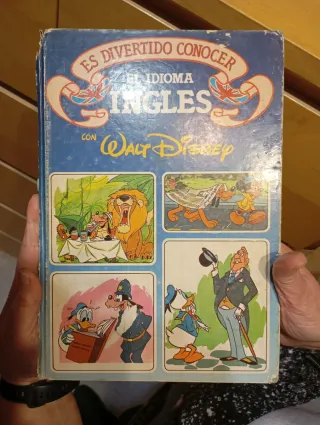 ES DIVERTIDO CONOCER
EL IDIOMA
INGLES
CON WALT DISNEY